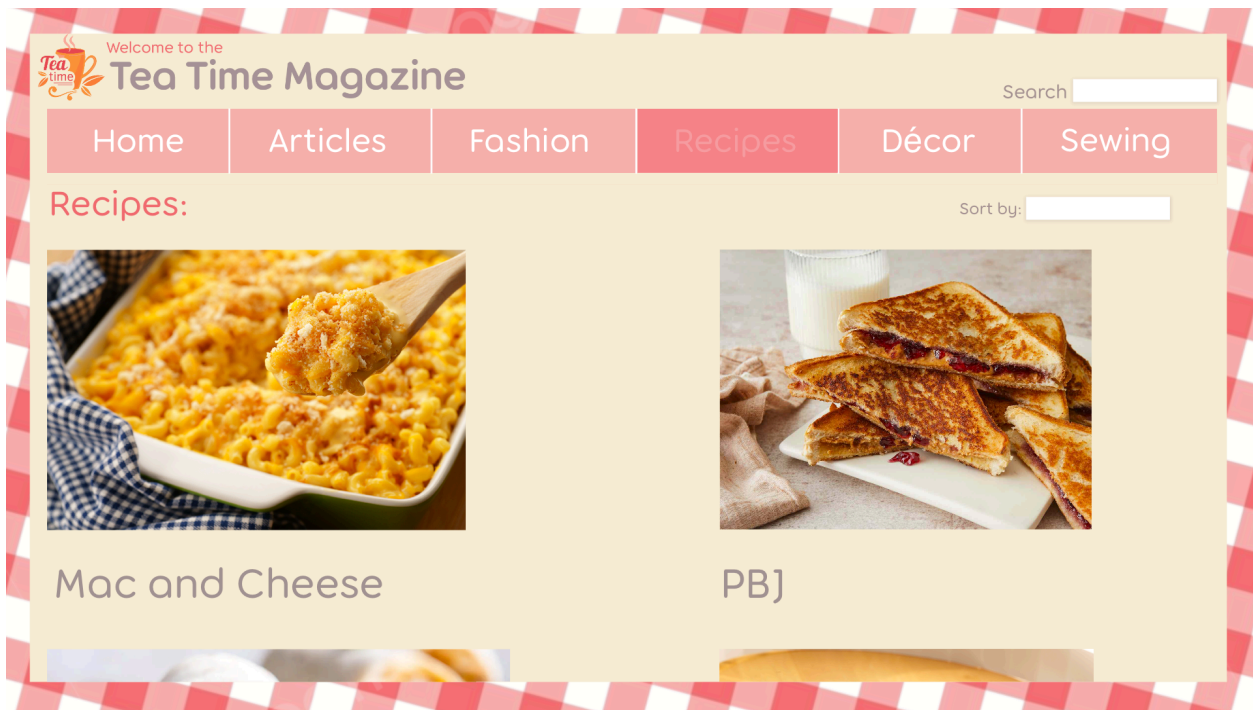 Welcome to the
Tea time
Tea Time Magazine
Search
Home Articles Fashion Recipes Décor Sewing
Recipes:
Sort by:
Mac and Cheese
PBJ